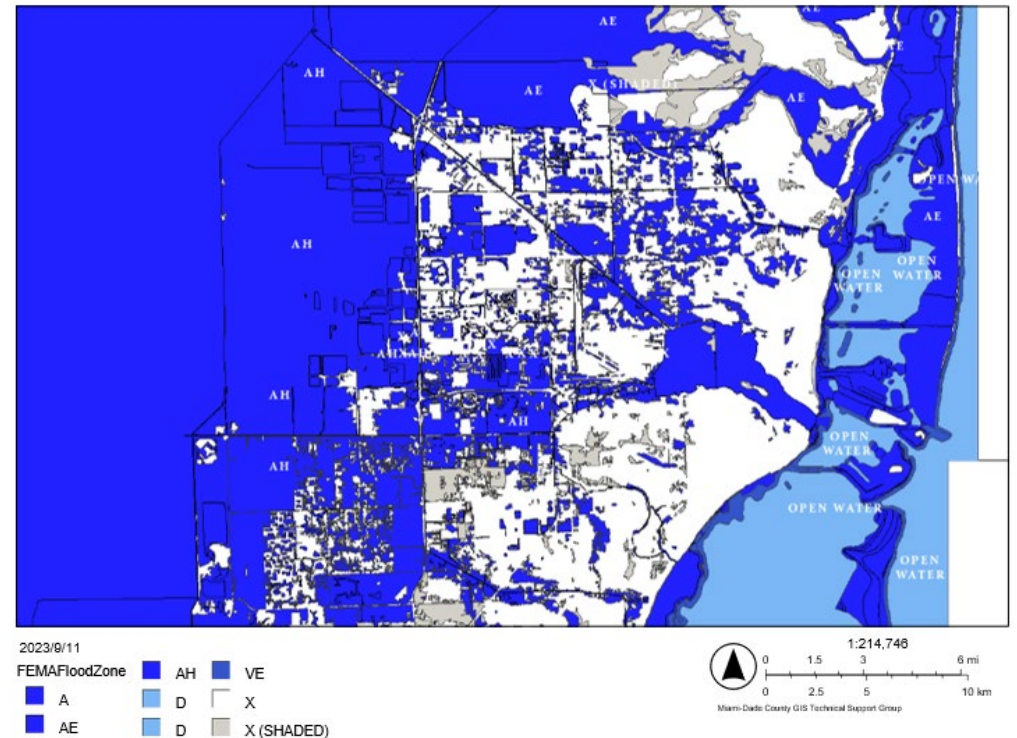 AE
AE
AE
AH
X (SHADED)
AE
AE
OPEN WA
AE
AH
OPEN
WATER
OPEN
WATER
AH
AH
OPEN
WATER
AH
OPEN WATER
OPEN
WATER
2023/9/11
FEMAFloodZone
A
AE
AH
D
D
VE
X
X (SHADED)
1:214,746
0 1.5 3 6 mi
0 2.5 5 10 km
Miami-Dade County GIS Technical Support Group